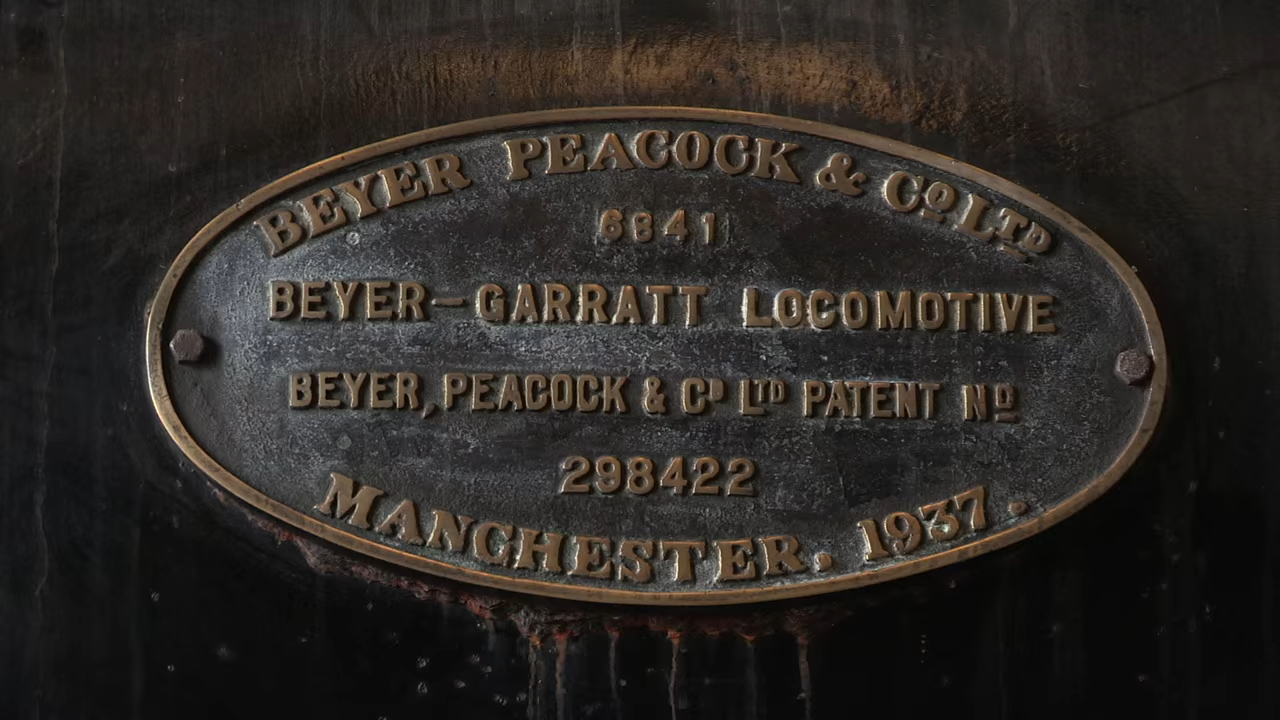 BEYER PEACOCK & Co LTD
6841
BEYER-GARRATT LOCOMOTIVE
BEYER, PEACOCK & Co LTD PATENT No
298422
MANCHESTER. 1937.